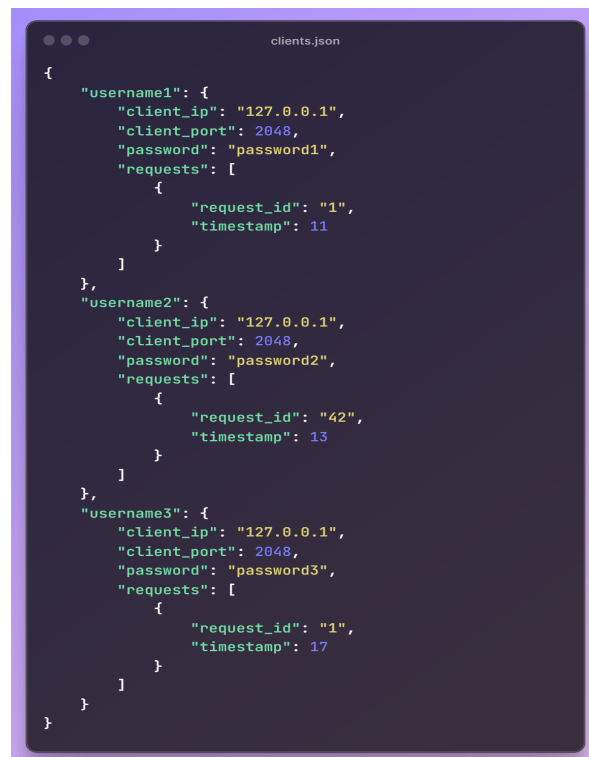 clients.json
{
    "username1": {
        "client_ip": "127.0.0.1",
        "client_port": 2048,
        "password": "password1",
        "requests": [
            {
                "request_id": "1",
                "timestamp": 11
            }
        ]
    },
    "username2": {
        "client_ip": "127.0.0.1",
        "client_port": 2048,
        "password": "password2",
        "requests": [
            {
                "request_id": "42",
                "timestamp": 13
            }
        ]
    },
    "username3": {
        "client_ip": "127.0.0.1",
        "client_port": 2048,
        "password": "password3",
        "requests": [
            {
                "request_id": "1",
                "timestamp": 17
            }
        ]
    }
}